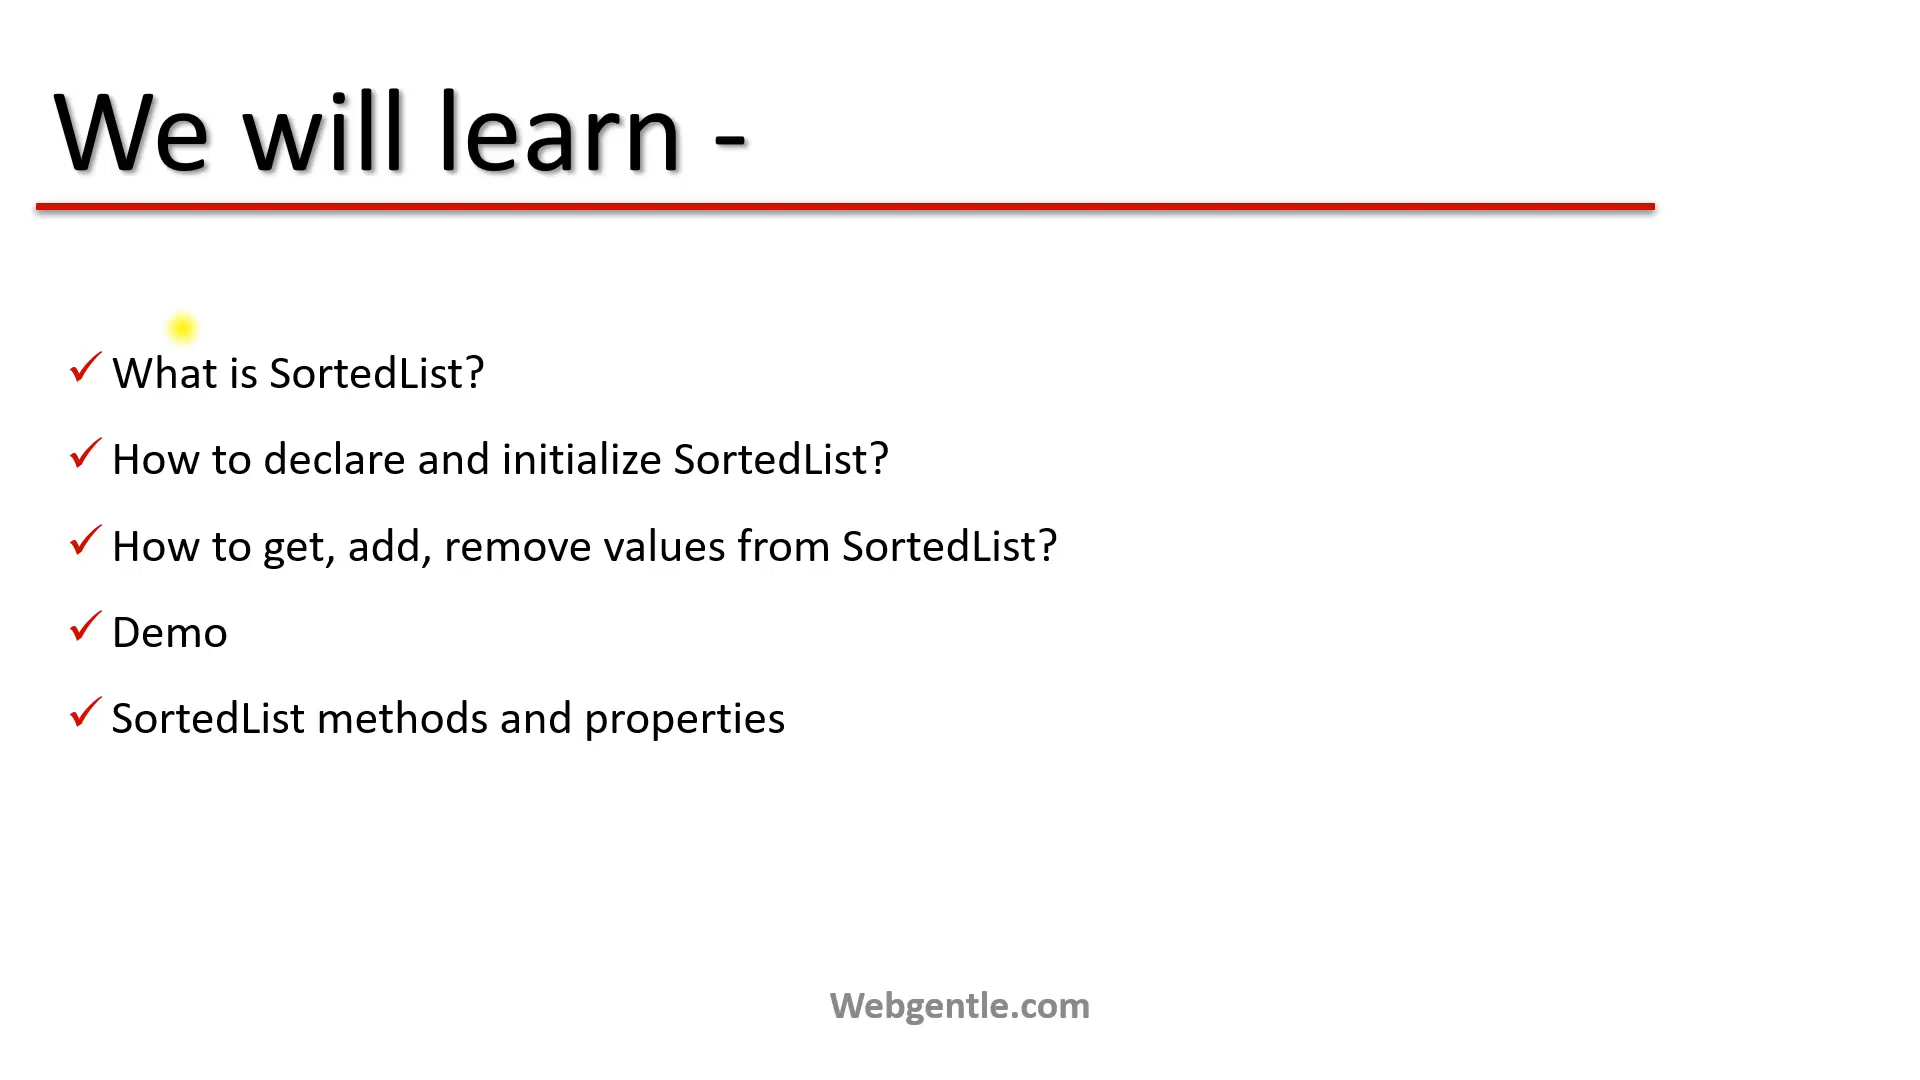 We will learn -
What is SortedList?
How to declare and initialize SortedList?
How to get, add, remove values from SortedList?
Demo
SortedList methods and properties
Webgentle.com